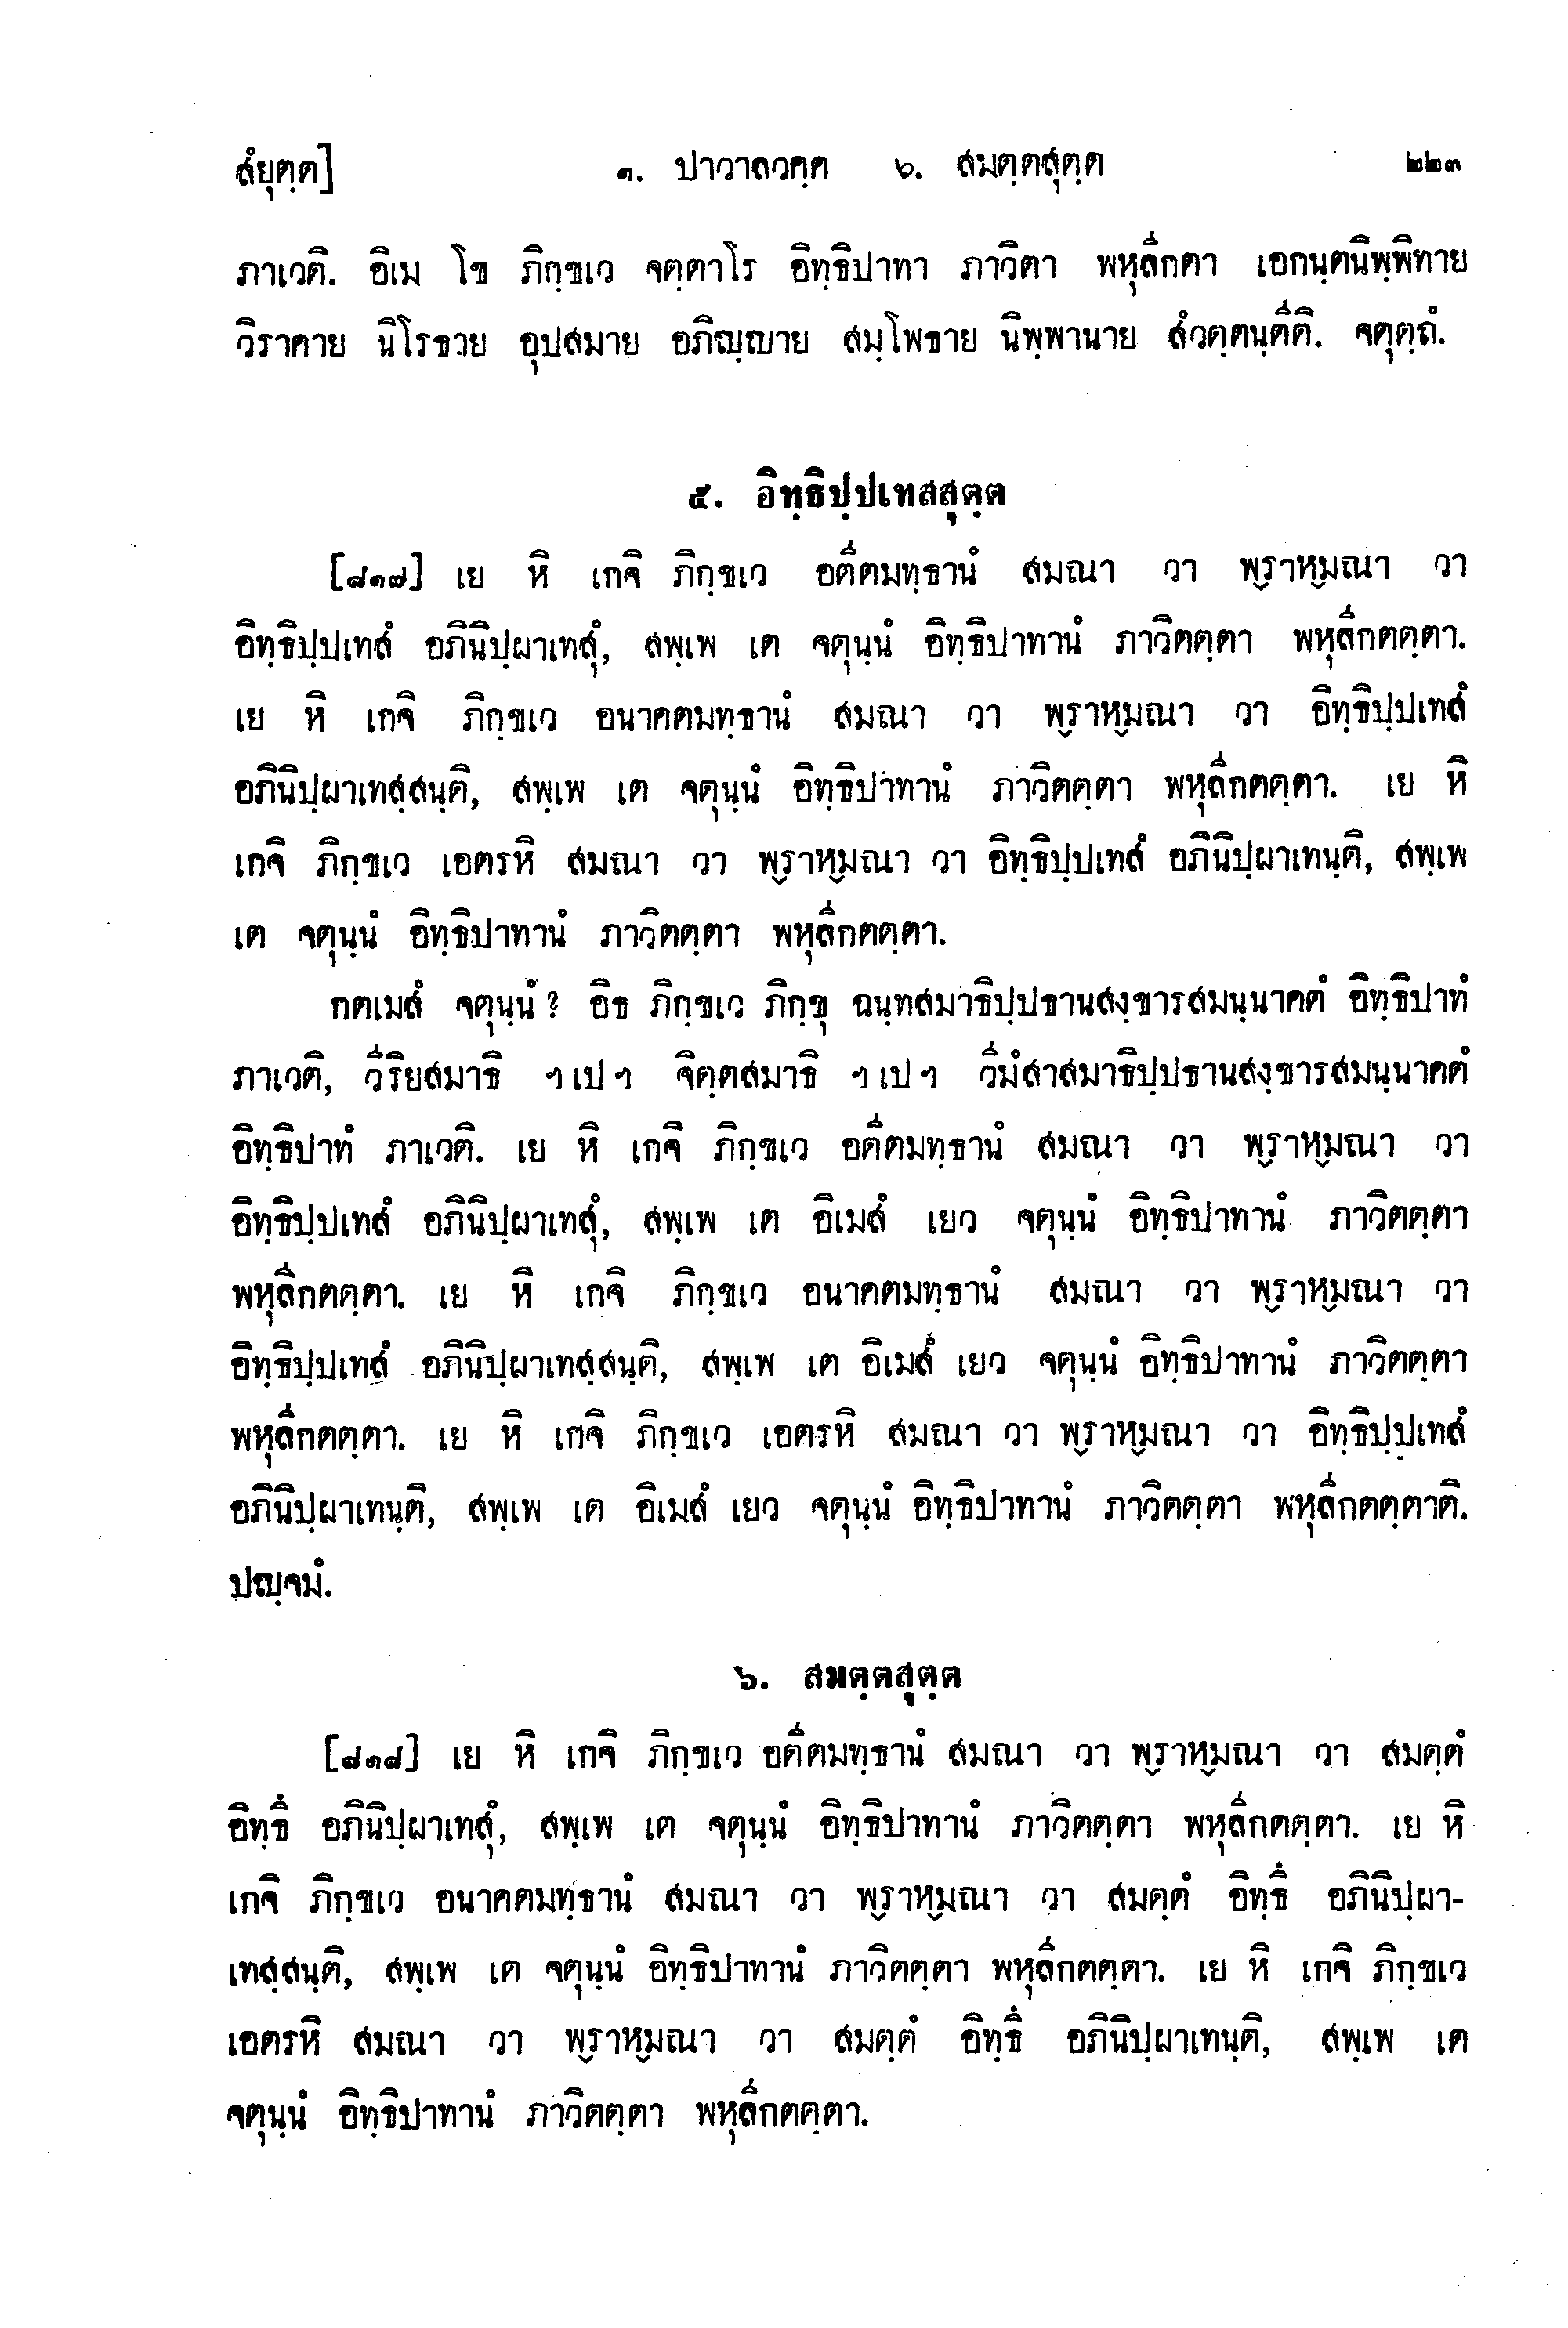 สํยุตฺต] ๑. ปาวาลวคฺค ๖. สมตฺตสุตฺต ๒๒๓
ภาเวติ. อิเม โข ภิกฺขเว จตฺตาโร อิทฺธิปาทา ภาวิตา พหุลีกตา เอกนฺตนิพฺพิทาย
วิราคาย นิโรธาย อุปสมาย อภิญฺญาย สมฺโพธาย นิพฺพานาย สํวตฺตนฺตีติ. จตุตฺถํ.
๕. อิทฺธิปฺปเทสสุตฺต
[๘๑๗] เย หิ เกจิ ภิกฺขเว อตีตมทฺธานํ สมณา วา พฺราหฺมณา วา
อิทฺธิปฺปเทสํ อภินิปฺผาเทสุํ, สพฺเพ เต จตุนฺนํ อิทฺธิปาทานํ ภาวิตตฺตา พหุลีกตตฺตา.
เย หิ เกจิ ภิกฺขเว อนาคตมทฺธานํ สมณา วา พฺราหฺมณา วา อิทฺธิปฺปเทสํ
อภินิปฺผาเทสฺสนฺติ, สพฺเพ เต จตุนฺนํ อิทฺธิปาทานํ ภาวิตตฺตา พหุลีกตตฺตา. เย หิ
เกจิ ภิกฺขเว เอตรหิ สมณา วา พฺราหฺมณา วา อิทฺธิปฺปเทสํ อภินิปฺผาเทนฺติ, สพฺเพ
เต จตุนฺนํ อิทฺธิปาทานํ ภาวิตตฺตา พหุลีกตตฺตา.
กตเมสํ จตุนฺนํ? อิธ ภิกฺขเว ภิกฺขุ ฉนฺทสมาธิปฺปธานสงฺขารสมนฺนาคตํ อิทฺธิปาทํ
ภาเวติ, วีริยสมาธิ ฯเปฯ จิตฺตสมาธิ ฯเปฯ วีมํสาสมาธิปฺปธานสงฺขารสมนฺนาคตํ
อิทฺธิปาทํ ภาเวติ. เย หิ เกจิ ภิกฺขเว อตีตมทฺธานํ สมณา วา พฺราหฺมณา วา
อิทฺธิปฺปเทสํ อภินิปฺผาเทสุํ, สพฺเพ เต อิเมสํ เยว จตุนฺนํ อิทฺธิปาทานํ ภาวิตตฺตา
พหุลีกตตฺตา. เย หิ เกจิ ภิกฺขเว อนาคตมทฺธานํ สมณา วา พฺราหฺมณา วา
อิทฺธิปฺปเทสํ อภินิปฺผาเทสฺสนฺติ, สพฺเพ เต อิเมสํ เยว จตุนฺนํ อิทฺธิปาทานํ ภาวิตตฺตา
พหุลีกตตฺตา. เย หิ เกจิ ภิกฺขเว เอตรหิ สมณา วา พฺราหฺมณา วา อิทฺธิปฺปเทสํ
อภินิปฺผาเทนฺติ, สพฺเพ เต อิเมสํ เยว จตุนฺนํ อิทฺธิปาทานํ ภาวิตตฺตา พหุลีกตตฺตาติ.
ปญฺจมํ.
๖. สมตฺตสุตฺต
[๘๑๘] เย หิ เกจิ ภิกฺขเว อตีตมทฺธานํ สมณา วา พฺราหฺมณา วา สมตฺตํ
อิทฺธึ อภินิปฺผาเทสุํ, สพฺเพ เต จตุนฺนํ อิทฺธิปาทานํ ภาวิตตฺตา พหุลีกตตฺตา. เย หิ
เกจิ ภิกฺขเว อนาคตมทฺธานํ สมณา วา พฺราหฺมณา วา สมตฺตํ อิทฺธึ อภินิปฺผา-
เทสฺสนฺติ, สพฺเพ เต จตุนฺนํ อิทฺธิปาทานํ ภาวิตตฺตา พหุลีกตตฺตา. เย หิ เกจิ ภิกฺขเว
เอตรหิ สมณา วา พฺราหฺมณา วา สมตฺตํ อิทฺธึ อภินิปฺผาเทนฺติ, สพฺเพ เต
จตุนฺนํ อิทฺธิปาทานํ ภาวิตตฺตา พหุลีกตตฺตา.